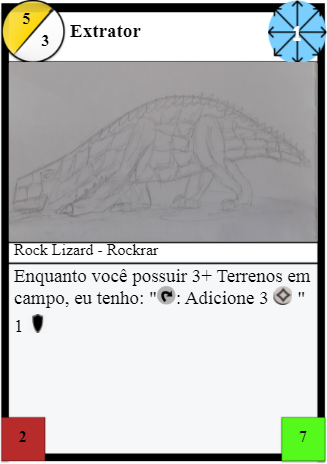 5
3
Extrator
1
Rock Lizard - Rockrar
Enquanto você possuir 3+ Terrenos em
campo, eu tenho: ": Adicione 3 "
1
2
7